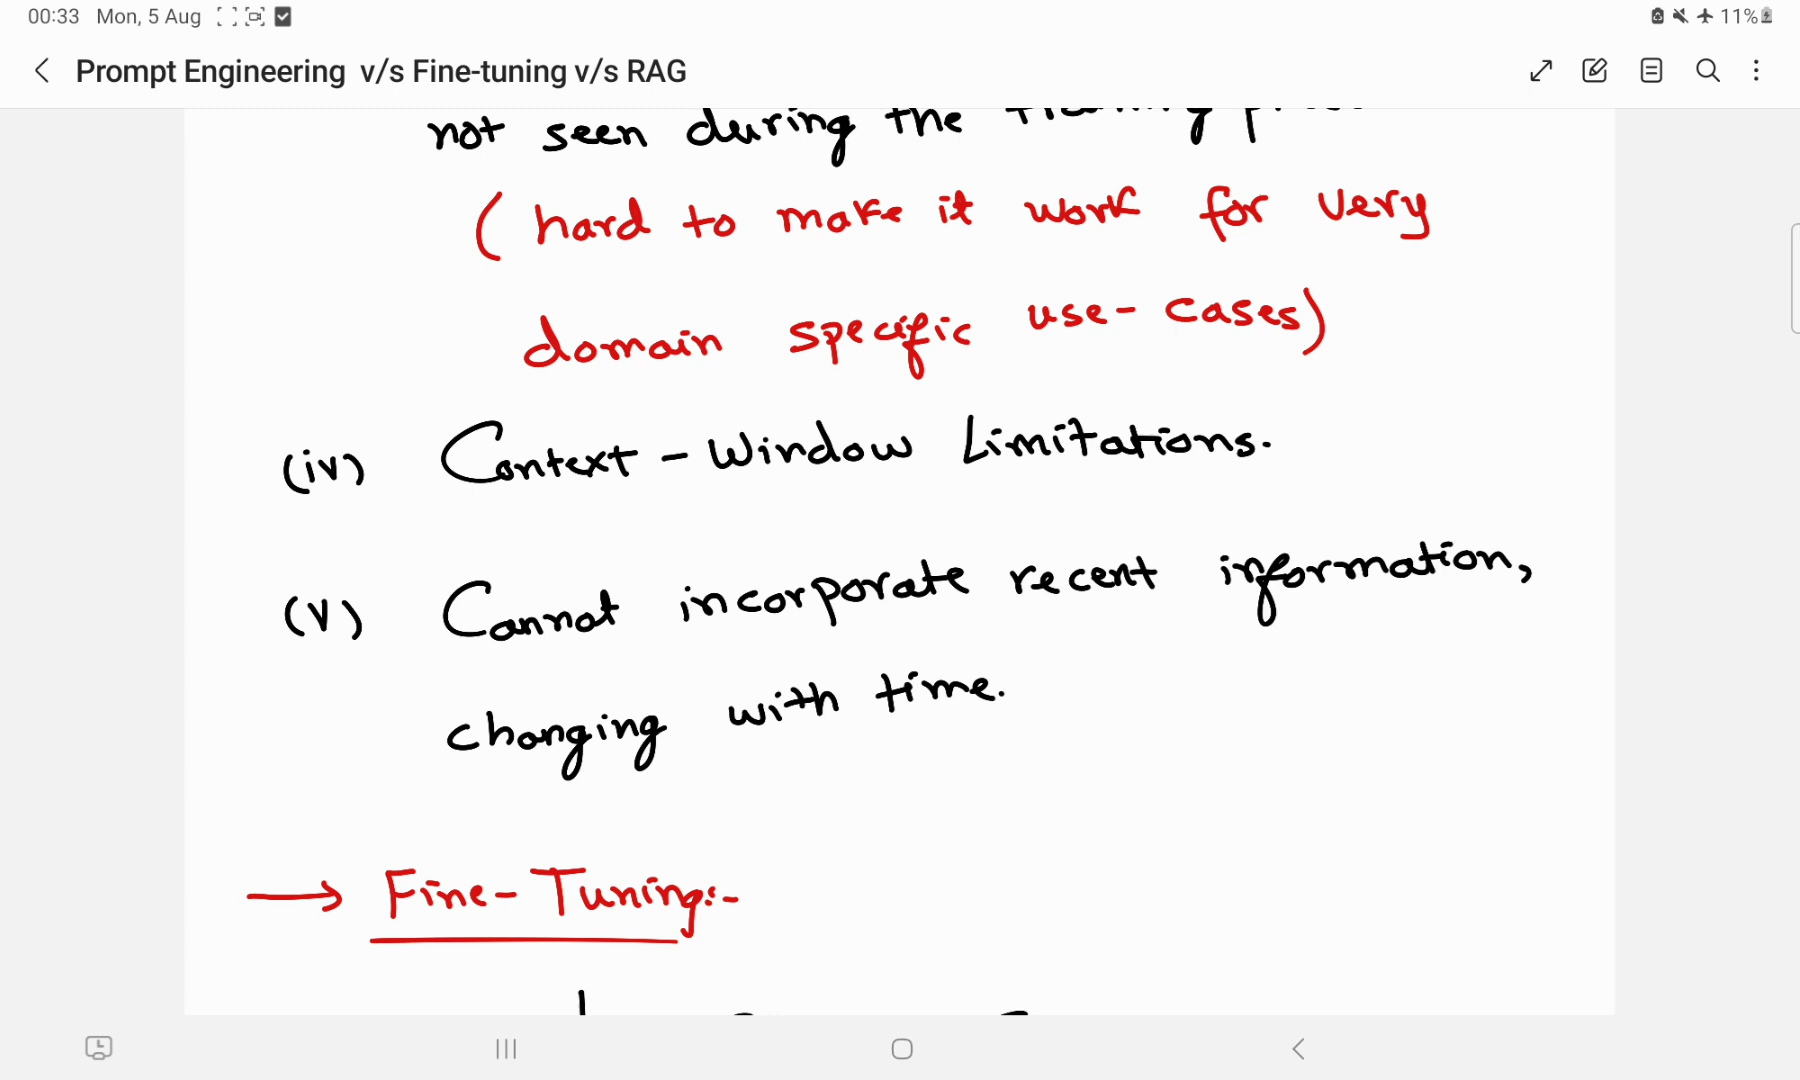 00:33 Mon, 5 Aug 11%
Prompt Engineering v/s Fine-tuning v/s RAG
not seen during the
( hard to make it work for very
domain specific use-cases)
(iv) Context-Window Limitations.
(v) Cannot incorporate recent information,
changing with time.
→ Fine-Tuning:-